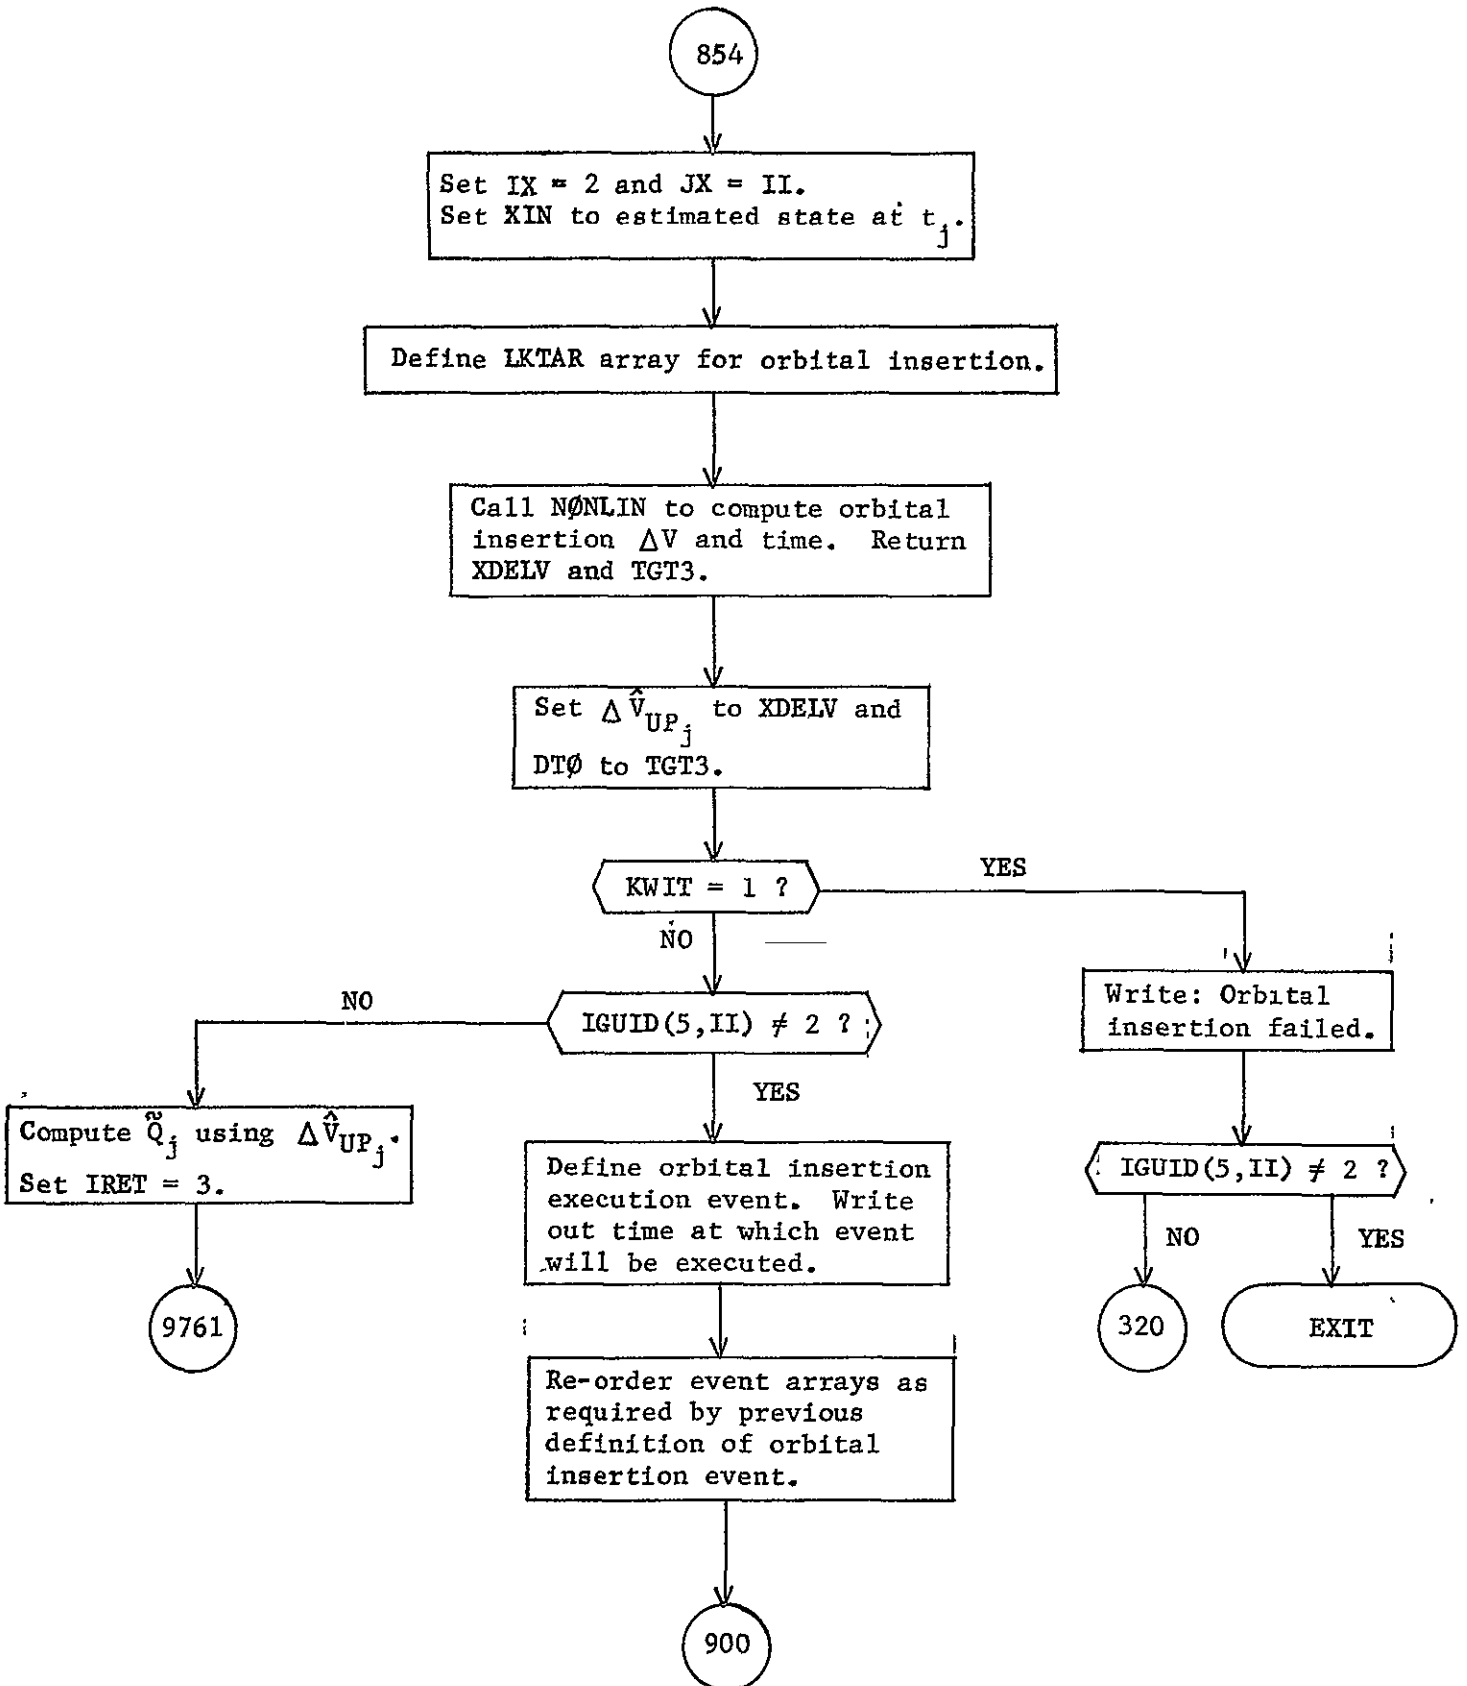 854
Set IX = 2 and JX = II.
Set XIN to estimated state at t_j.
Define LKTAR array for orbital insertion.
Call NØNLIN to compute orbital
insertion ΔV and time. Return
XDELV and TGT3.
Set ΔV̂_UP_j to XDELV and
DTØ to TGT3.
KWIT = 1 ?
YES
NO
IGUID(5,II) ≠ 2 ?
NO
YES
Write: Orbital
insertion failed.
Compute Q̃_j using ΔV̂_UP_j.
Set IRET = 3.
Define orbital insertion
execution event. Write
out time at which event
will be executed.
IGUID(5,II) ≠ 2 ?
NO
YES
9761
320
EXIT
Re-order event arrays as
required by previous
definition of orbital
insertion event.
900